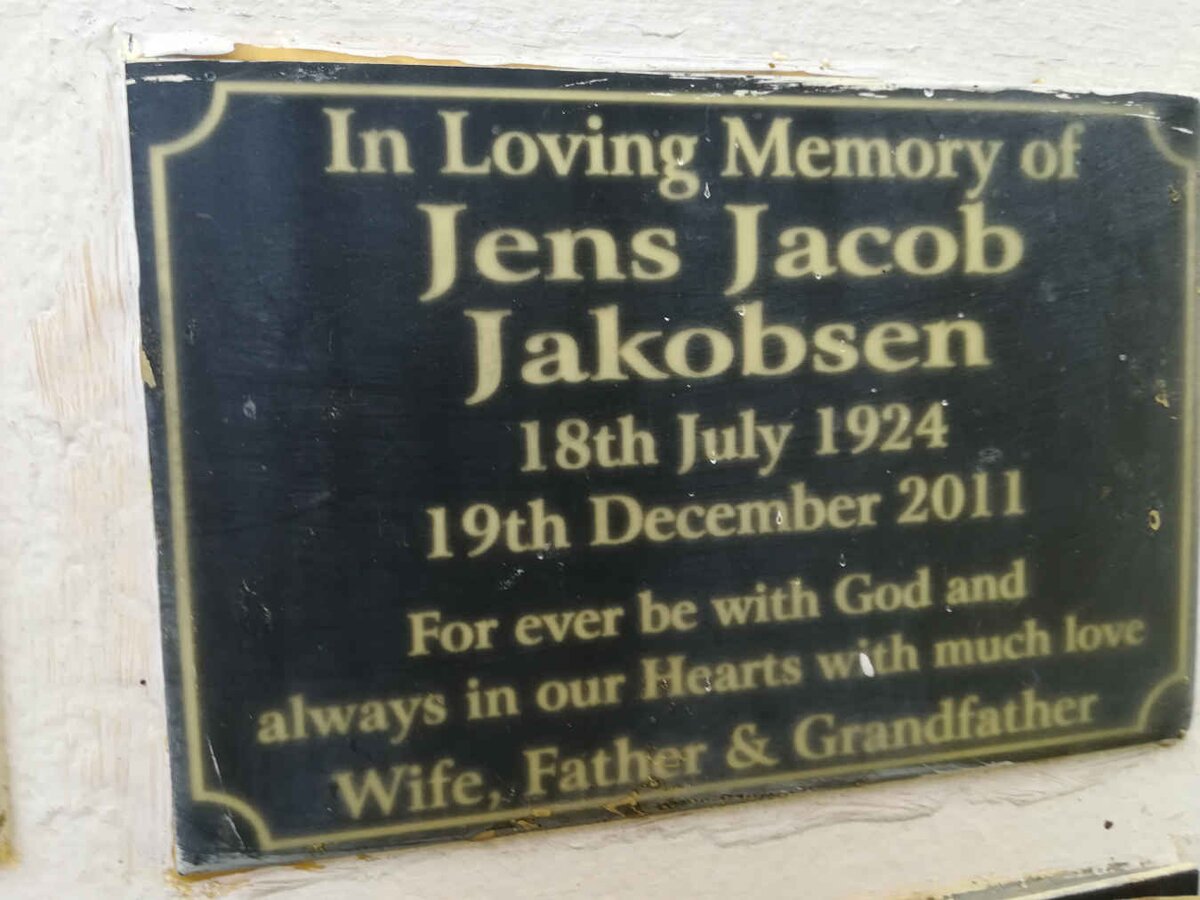 In Loving Memory of
Jens Jacob
Jakobsen
18th July 1924
19th December 2011
For ever be with God and
always in our Hearts with much love
Wife, Father & Grandfather